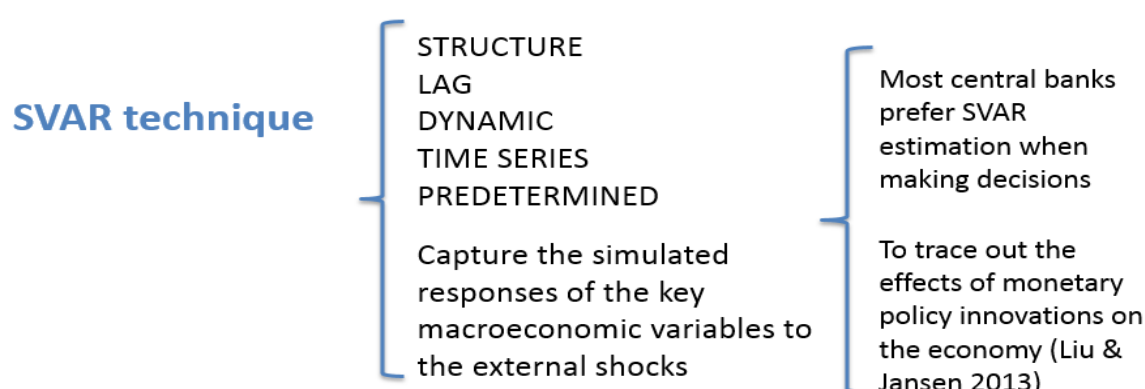 SVAR technique
STRUCTURE
LAG
DYNAMIC
TIME SERIES
PREDETERMINED
Capture the simulated
responses of the key
macroeconomic variables to
the external shocks
Most central banks
prefer SVAR
estimation when
making decisions
To trace out the
effects of monetary
policy innovations on
the economy (Liu &
Jansen 2013)